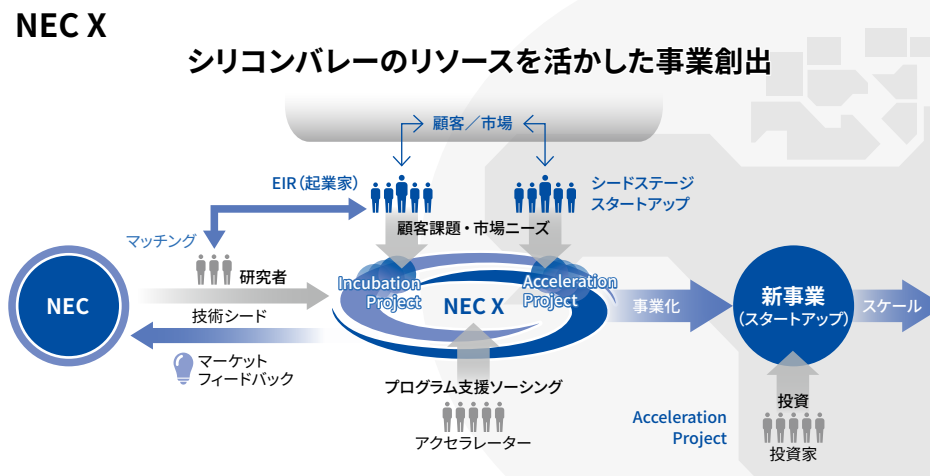 NEC X
シリコンバレーのリソースを活かした事業創出
顧客／市場
EIR（起業家）
シードステージ
スタートアップ
顧客課題・市場ニーズ
マッチング
研究者
Incubation
Project
Acceleration
Project
NEC
NEC X
技術シード
事業化
新事業
（スタートアップ）
スケール
マーケット
フィードバック
プログラム支援ソーシング
アクセラレーター
Acceleration
Project
投資
投資家